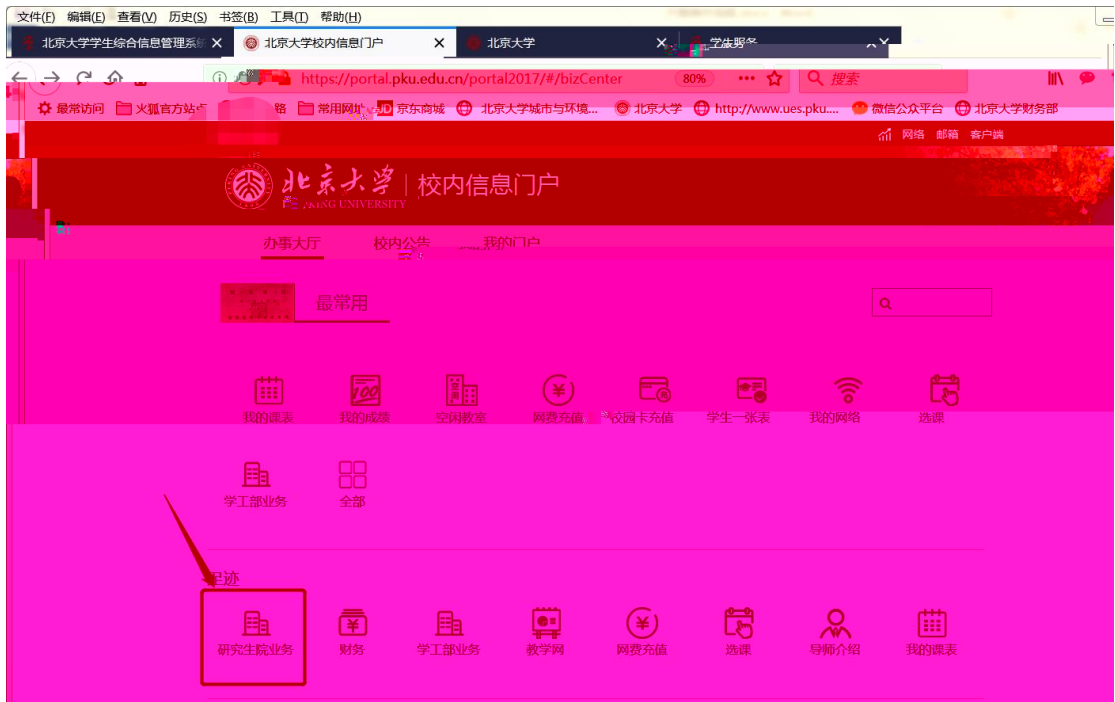 文件(F) 编辑(E) 查看(V) 历史(S) 书签(B) 工具(T) 帮助(H)
北京大学学生综合信息管理系统 北京大学校内信息门户 北京大学 学生服务
https://portal.pku.edu.cn/portal2017/#/bizCenter 80% 搜索
最常访问 火狐官方站点 常用网址 JD 京东商城 北京大学城市与环境... 北京大学 http://www.ues.pku.... 微信公众平台 北京大学财务部
网络 邮箱 客户端
北京大学 校内信息门户
PEKING UNIVERSITY
办事大厅 校内公告 我的门户
最常用
我的课表 我的成绩 空闲教室 网费充值 校园卡充值 学生一张表 我的网络 选课
学工部业务 全部
足迹
研究生院业务 财务 学工部业务 教学网 网费充值 选课 导师介绍 我的课表